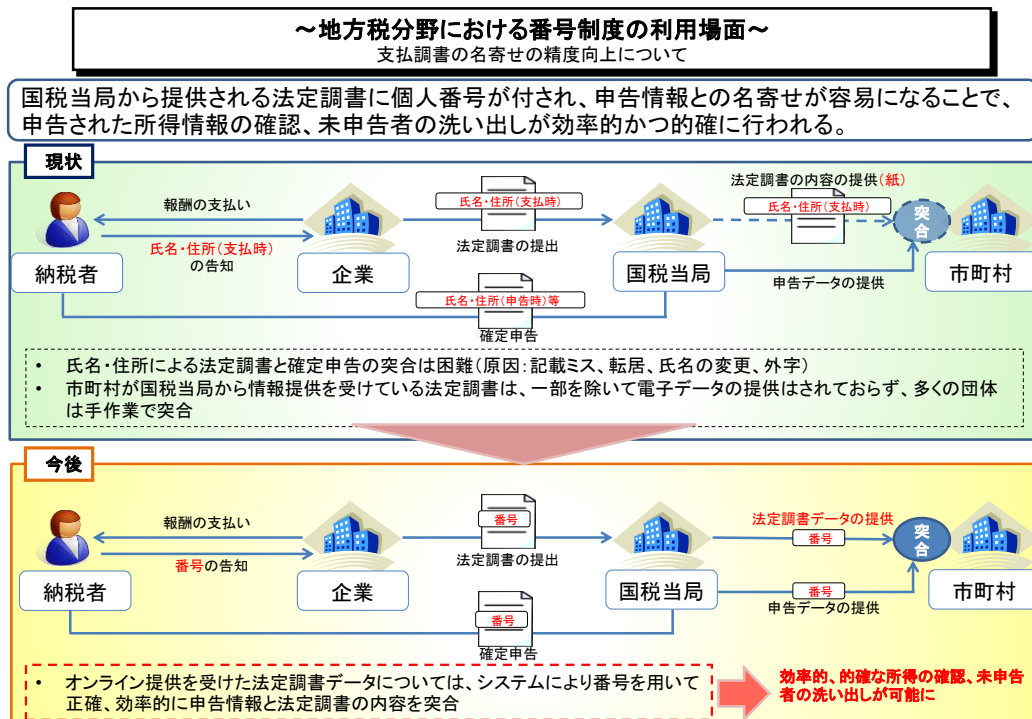 ～地方税分野における番号制度の利用場面～
支払調書の名寄せの精度向上について
国税当局から提供される法定調書に個人番号が付され、申告情報との名寄せが容易になることで、
申告された所得情報の確認、未申告者の洗い出しが効率的かつ的確に行われる。
現状
報酬の支払い
氏名・住所(支払時)
の告知
納税者
企業
氏名・住所(支払時)
法定調書の提出
国税当局
法定調書の内容の提供(紙)
氏名・住所(支払時)
突合
申告データの提供
市町村
氏名・住所(申告時)等
確定申告
• 氏名・住所による法定調書と確定申告の突合は困難(原因：記載ミス、転居、氏名の変更、外字)
• 市町村が国税当局から情報提供を受けている法定調書は、一部を除いて電子データの提供はされておらず、多くの団体
は手作業で突合
今後
報酬の支払い
番号の告知
納税者
企業
番号
法定調書の提出
国税当局
法定調書データの提供
番号
突合
番号
申告データの提供
市町村
番号
確定申告
• オンライン提供を受けた法定調書データについては、システムにより番号を用いて
正確、効率的に申告情報と法定調書の内容を突合
効率的、的確な所得の確認、未申告
者の洗い出しが可能に